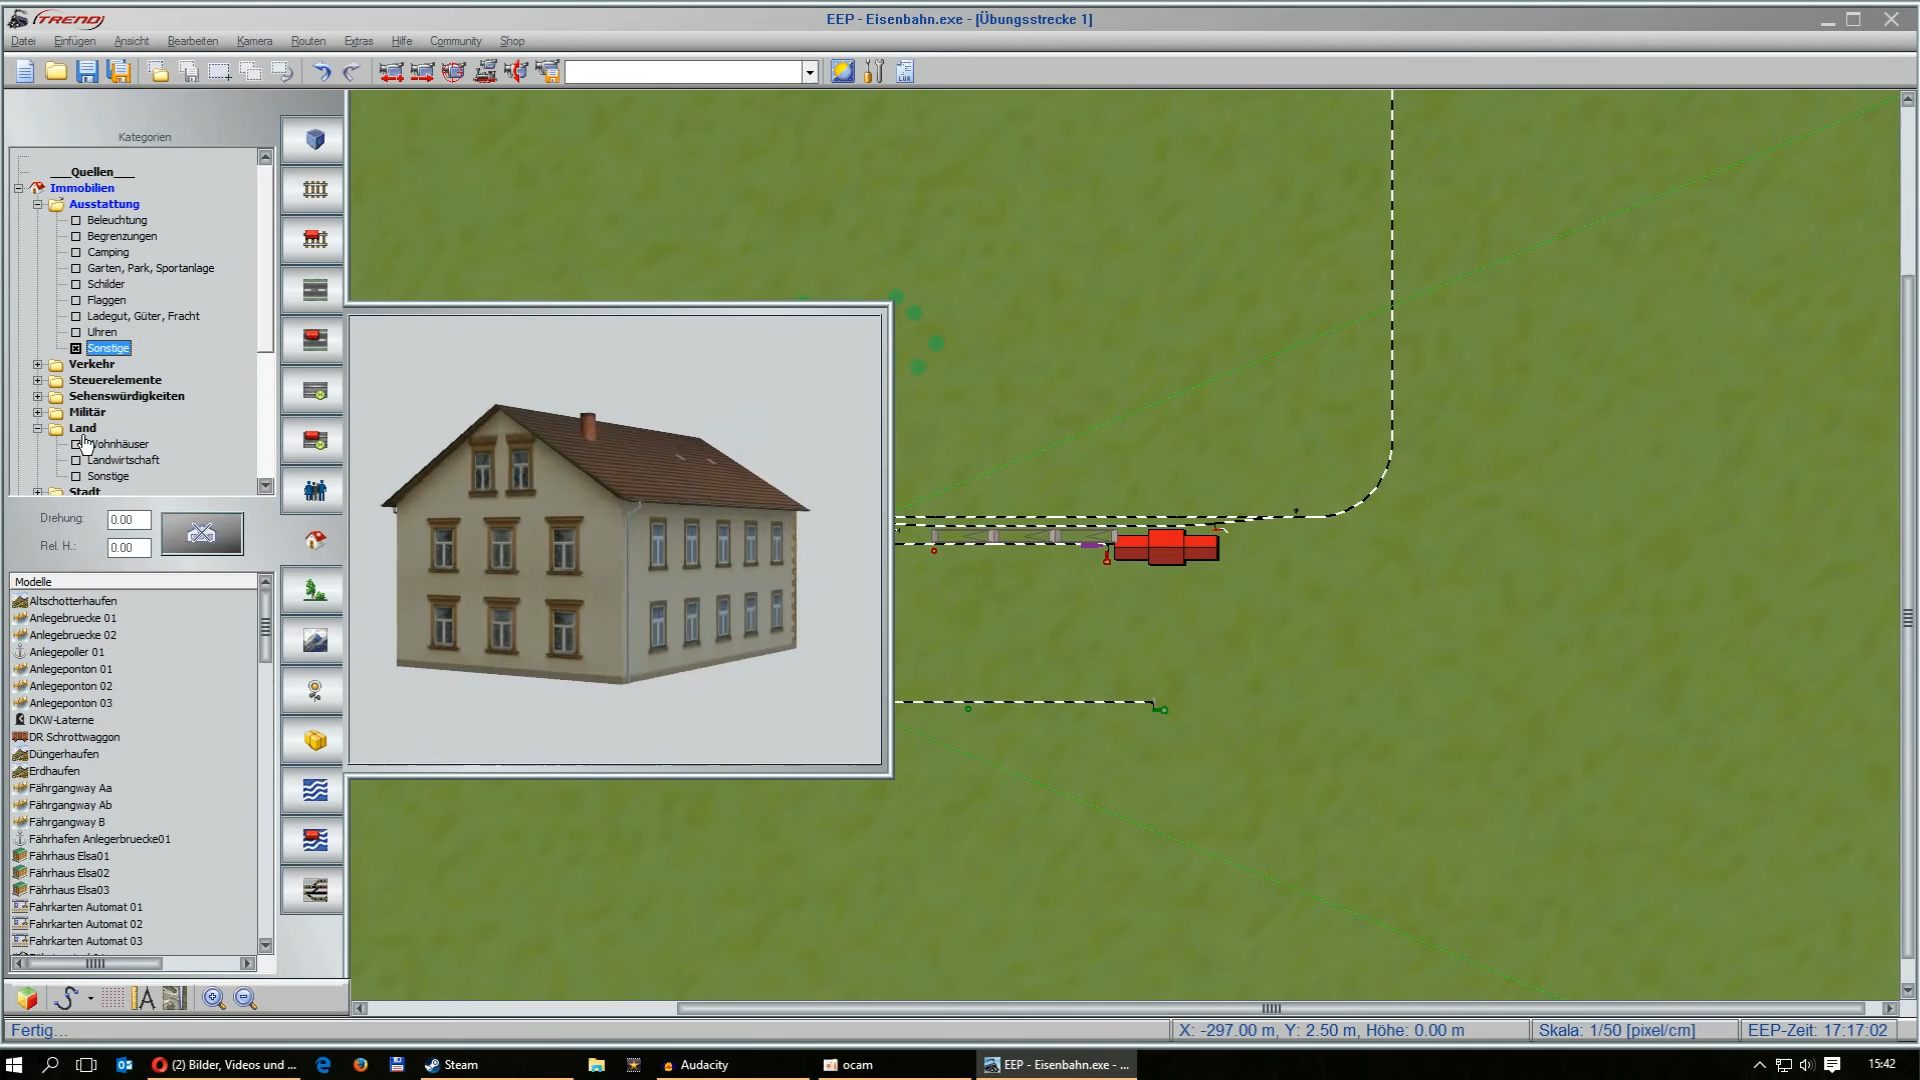 TREND
EEP - Eisenbahn.exe - [Übungsstrecke 1]
Datei Einfügen Ansicht Bearbeiten Kamera Routen Extras Hilfe Community Shop
LUA
Kategorien
___Quellen___
Immobilien
Ausstattung
Beleuchtung
Begrenzungen
Camping
Garten, Park, Sportanlage
Schilder
Flaggen
Ladegut, Güter, Fracht
Uhren
Sonstige
Verkehr
Steuerelemente
Sehenswürdigkeiten
Militär
Land
Landwirtschaft
Sonstige
Stadt
Drehung: 0.00
Rel. H.: 0.00
Modelle
Altschotterhaufen
Anlegebruecke 01
Anlegebruecke 02
Anlegepoller 01
Anlegeponton 01
Anlegeponton 02
Anlegeponton 03
DKW-Laterne
DR Schrottwaggon
Düngerhaufen
Erdhaufen
Fährgangway Aa
Fährgangway Ab
Fährgangway B
Fährhafen Anlegerbruecke01
Fährhaus Elsa01
Fährhaus Elsa02
Fährhaus Elsa03
Fahrkarten Automat 01
Fahrkarten Automat 02
Fahrkarten Automat 03
Fertig...
X: -297.00 m, Y: 2.50 m, Höhe: 0.00 m
Skala: 1/50 [pixel/cm]
EEP-Zeit: 17:17:02
(2) Bilder, Videos und ...
Steam
Audacity
ocam
EEP - Eisenbahn.exe - ...
15:42